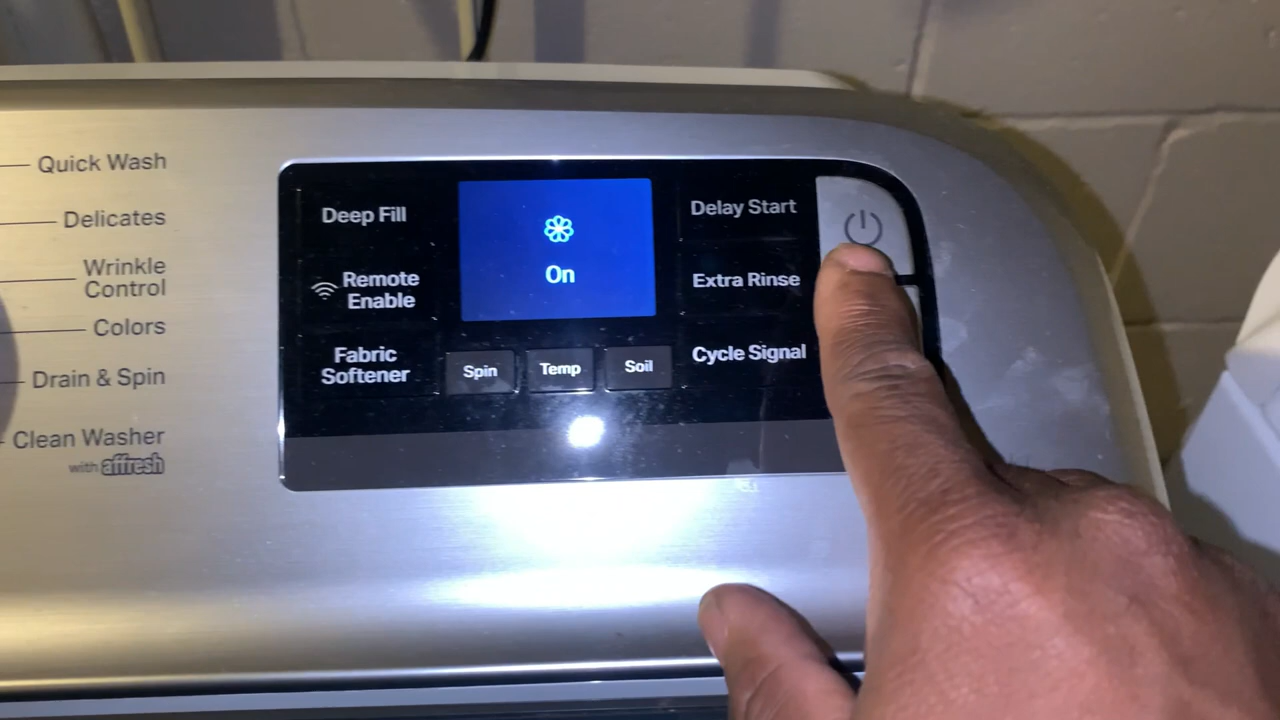 Quick Wash
Delicates
Wrinkle
Control
Colors
Drain & Spin
Clean Washer
with affresh
Deep Fill
Remote
Enable
Fabric
Softener
On
Spin
Temp
Soil
Delay Start
Extra Rinse
Cycle Signal